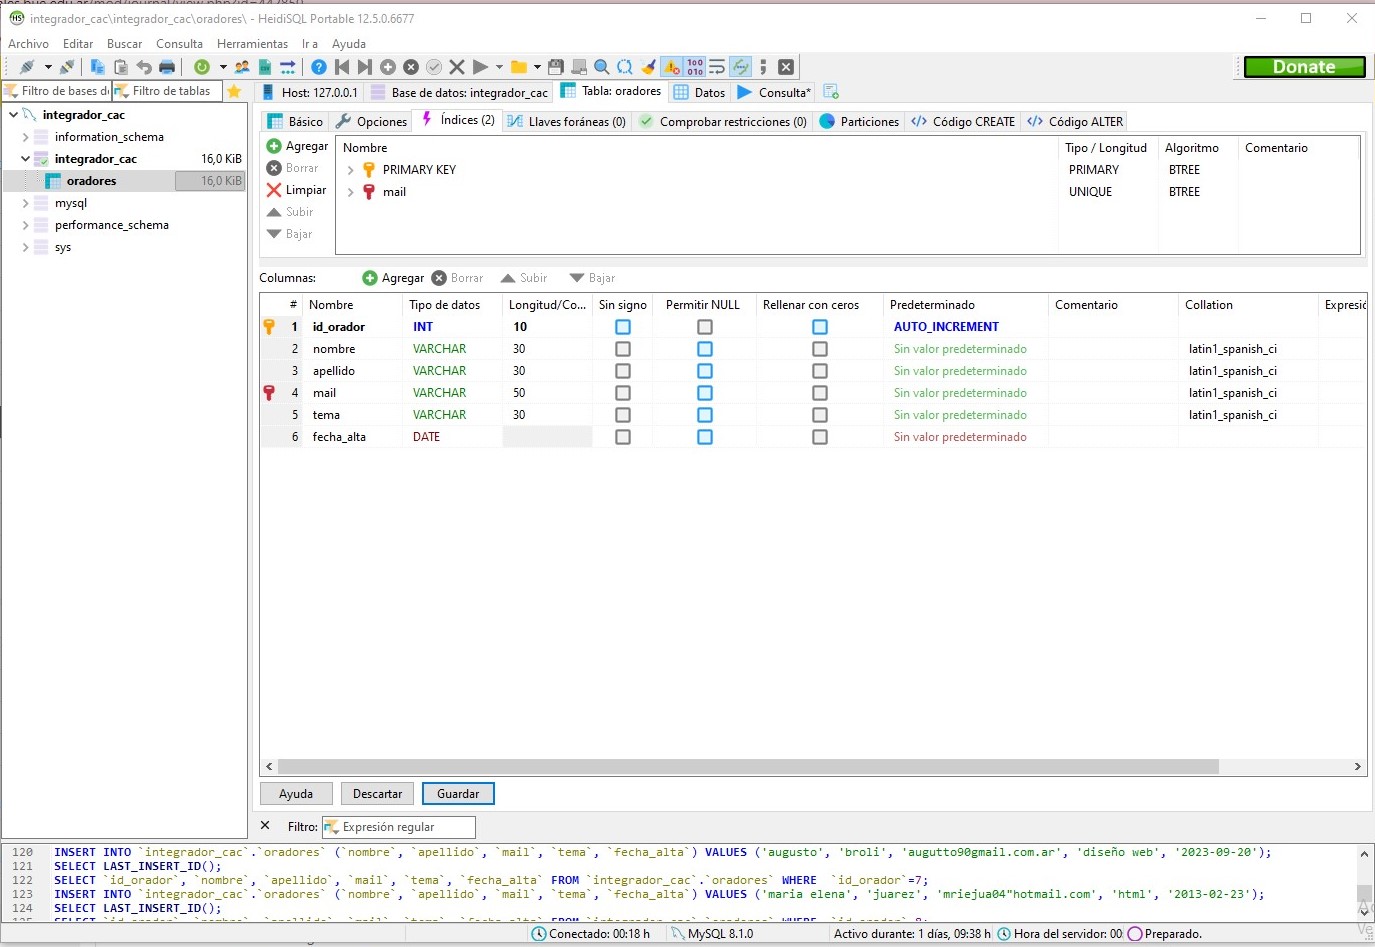 integrador_cac\integrador_cac\oradores\ - HeidiSQL Portable 12.5.0.6677
Archivo Editar Buscar Consulta Herramientas Ir a Ayuda
Donate
Filtro de bases de Filtro de tablas
Host: 127.0.0.1 Base de datos: integrador_cac Tabla: oradores Datos Consulta*
integrador_cac
information_schema
integrador_cac 16,0 KiB
oradores 16,0 KiB
mysql
performance_schema
sys
Básico Opciones Índices (2) Llaves foráneas (0) Comprobar restricciones (0) Particiones Código CREATE Código ALTER
Agregar
Borrar
Limpiar
Subir
Bajar
Nombre Tipo / Longitud Algoritmo Comentario
PRIMARY KEY PRIMARY BTREE
mail UNIQUE BTREE
Columnas: Agregar Borrar Subir Bajar
# Nombre Tipo de datos Longitud/Co... Sin signo Permitir NULL Rellenar con ceros Predeterminado Comentario Collation Expresió
1 id_orador INT 10 AUTO_INCREMENT
2 nombre VARCHAR 30 Sin valor predeterminado latin1_spanish_ci
3 apellido VARCHAR 30 Sin valor predeterminado latin1_spanish_ci
4 mail VARCHAR 50 Sin valor predeterminado latin1_spanish_ci
5 tema VARCHAR 30 Sin valor predeterminado latin1_spanish_ci
6 fecha_alta DATE Sin valor predeterminado
Ayuda Descartar Guardar
Filtro: Expresión regular
120 INSERT INTO `integrador_cac`.`oradores` (`nombre`, `apellido`, `mail`, `tema`, `fecha_alta`) VALUES ('augusto', 'broli', 'augutto90gmail.com.ar', 'diseño web', '2023-09-20');
121 SELECT LAST_INSERT_ID();
122 SELECT `id_orador`, `nombre`, `apellido`, `mail`, `tema`, `fecha_alta` FROM `integrador_cac`.`oradores` WHERE `id_orador`=7;
123 INSERT INTO `integrador_cac`.`oradores` (`nombre`, `apellido`, `mail`, `tema`, `fecha_alta`) VALUES ('maria elena', 'juarez', 'mriejua04"hotmail.com', 'html', '2013-02-23');
124 SELECT LAST_INSERT_ID();
Conectado: 00:18 h MySQL 8.1.0 Activo durante: 1 días, 09:38 h Hora del servidor: 00: Preparado.